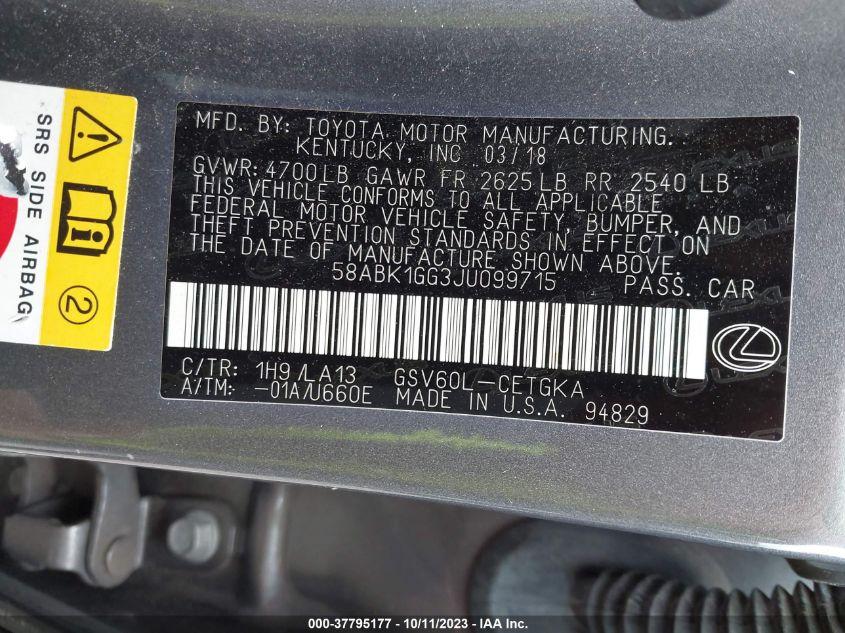 SRS SIDE AIRBAG
2
MFD. BY: TOYOTA MOTOR MANUFACTURING.
KENTUCKY, INC 03/18
GVWR: 4700LB GAWR FR 2625 LB RR 2540 LB
THIS VEHICLE CONFORMS TO ALL APPLICABLE
FEDERAL MOTOR VEHICLE SAFETY, BUMPER, AND
THEFT PREVENTION STANDARDS IN EFFECT ON
THE DATE OF MANUFACTURE SHOWN ABOVE.
58ABK1GG3JU099715 PASS. CAR
C/TR: 1H9 /LA13 GSV60L-CETGKA
A/TM: -01A/U660E MADE IN U.S.A. 94829
000-37795177 - 10/11/2023 - IAA Inc.